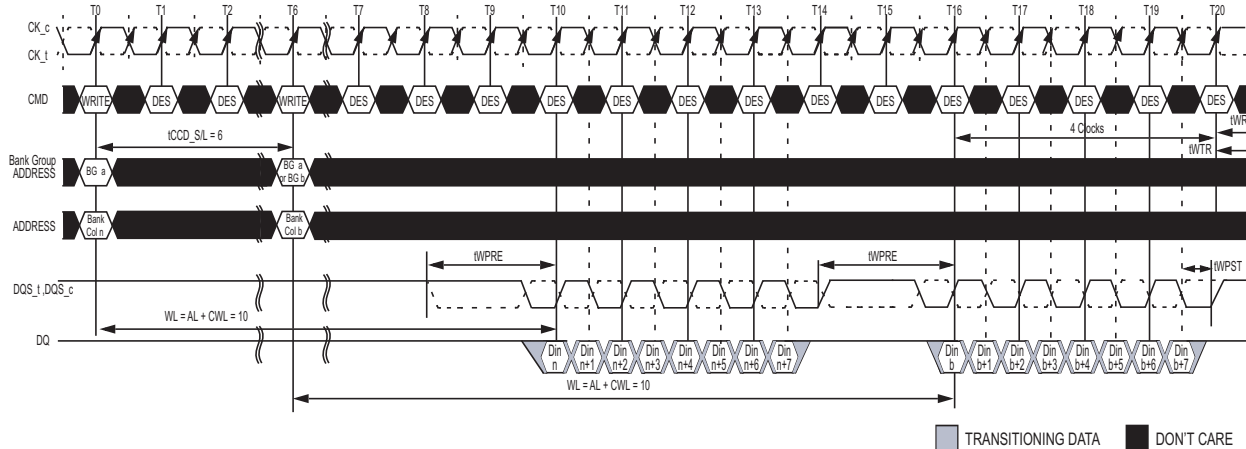 T0 T1 T2 T6 T7 T8 T9 T10 T11 T12 T13 T14 T15 T16 T17 T18 T19 T20
CK_c
CK_t
CMD WRITE DES DES WRITE DES DES DES DES DES DES DES DES DES DES DES DES DES DES
tCCD_S/L = 6
4 Clocks
tWR
tWTR
Bank Group
ADDRESS
BG a
BG a
or BG b
ADDRESS
Bank
Col n
Bank
Col b
tWPRE
tWPRE
tWPST
DQS_t ,DQS_c
WL = AL + CWL = 10
DQ
Din n Din n+1 Din n+2 Din n+3 Din n+4 Din n+5 Din n+6 Din n+7
Din b Din b+1 Din b+2 Din b+3 Din b+4 Din b+5 Din b+6 Din b+7
WL = AL + CWL = 10
TRANSITIONING DATA
DON'T CARE